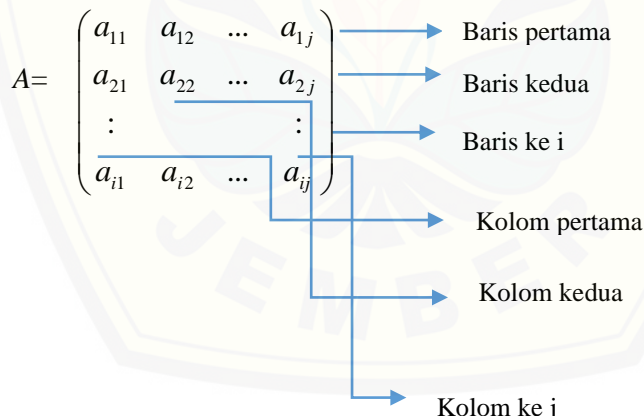 A= ( a₁₁ a₁₂ ... a₁ⱼ ) Baris pertama
a₂₁ a₂₂ ... a₂ⱼ Baris kedua
: : Baris ke i
aᵢ₁ aᵢ₂ ... aᵢⱼ
Kolom pertama
JEMBER
Kolom kedua
Kolom ke j